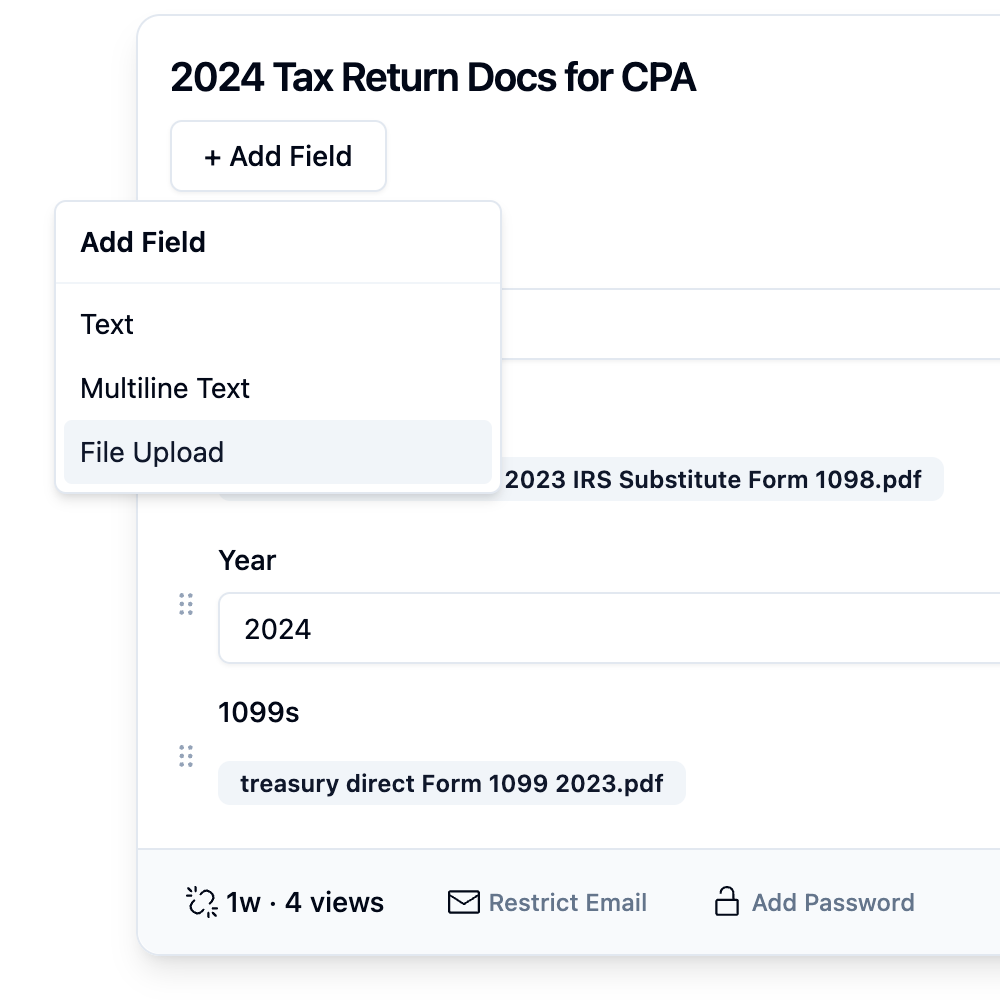 2024 Tax Return Docs for CPA
+ Add Field
Add Field
Text
Multiline Text
File Upload
2023 IRS Substitute Form 1098.pdf
Year
2024
1099s
treasury direct Form 1099 2023.pdf
1w · 4 views
Restrict Email
Add Password